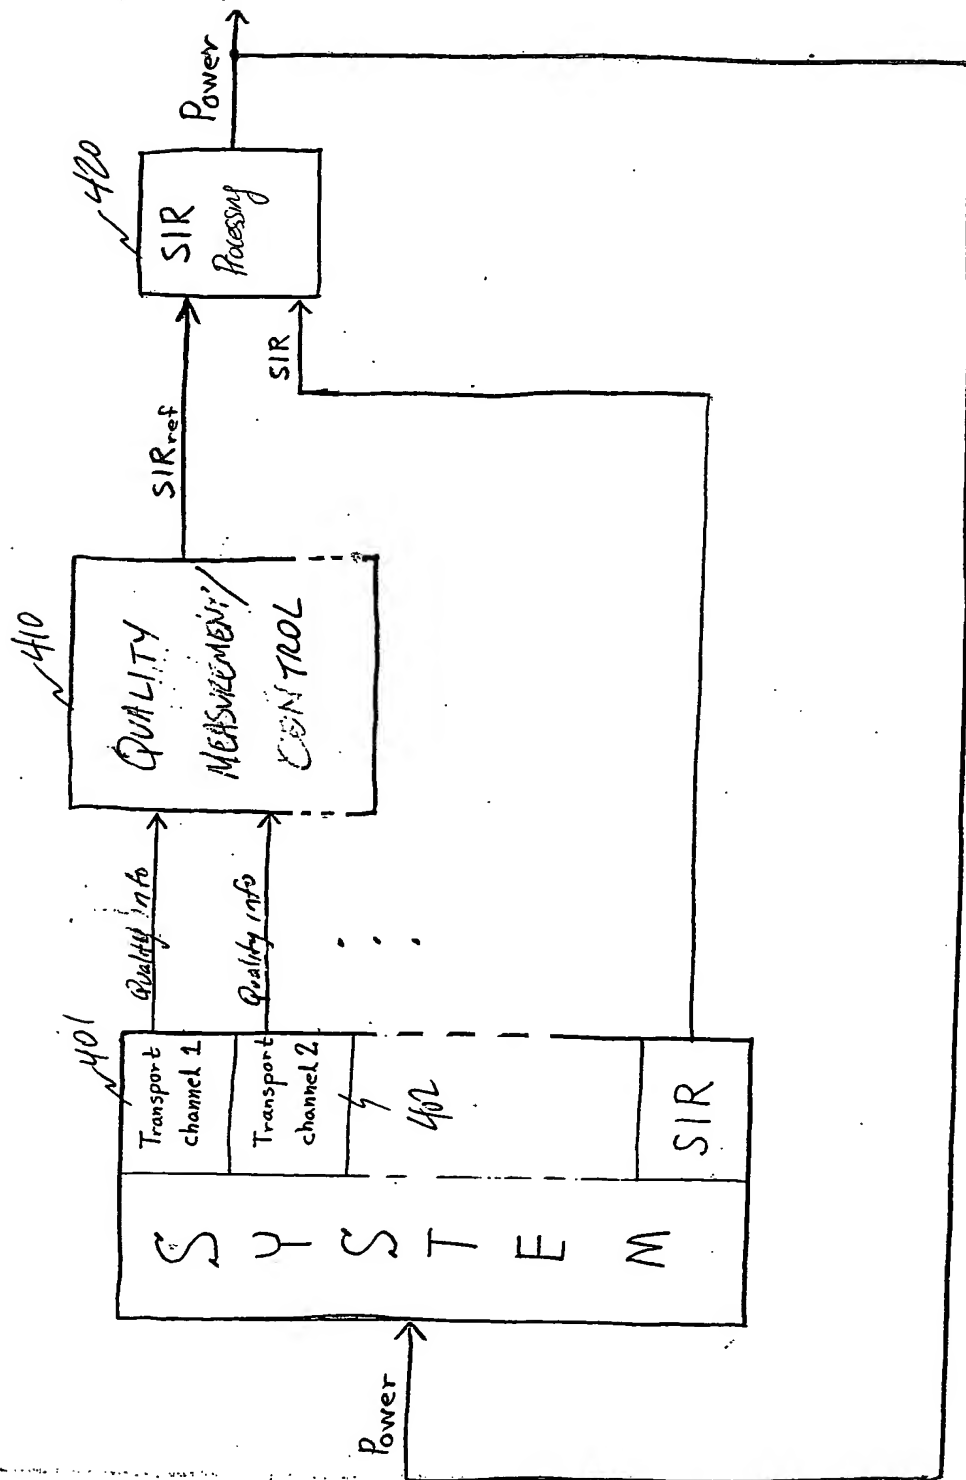 Power
SYSTEM
401
Transport
channel 1
Transport
channel 2
402
SIR
Quality info
Quality info
410
QUALITY
MEASUREMENT/
CONTROL
SIRref
SIR
420
SIR
Processing
Power